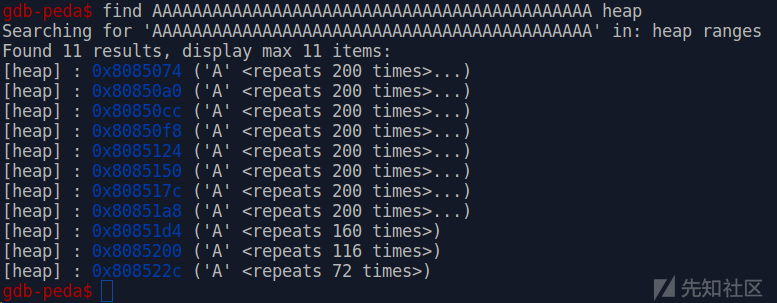 gdb-peda$ find AAAAAAAAAAAAAAAAAAAAAAAAAAAAAAAAAAAAAAAAAAAA heap
Searching for 'AAAAAAAAAAAAAAAAAAAAAAAAAAAAAAAAAAAAAAAAAAAA' in: heap ranges
Found 11 results, display max 11 items:
[heap] : 0x8085074 ('A' <repeats 200 times>...)
[heap] : 0x80850a0 ('A' <repeats 200 times>...)
[heap] : 0x80850cc ('A' <repeats 200 times>...)
[heap] : 0x80850f8 ('A' <repeats 200 times>...)
[heap] : 0x8085124 ('A' <repeats 200 times>...)
[heap] : 0x8085150 ('A' <repeats 200 times>...)
[heap] : 0x808517c ('A' <repeats 200 times>...)
[heap] : 0x80851a8 ('A' <repeats 200 times>...)
[heap] : 0x80851d4 ('A' <repeats 160 times>)
[heap] : 0x8085200 ('A' <repeats 116 times>)
[heap] : 0x808522c ('A' <repeats 72 times>)
gdb-peda$
先知社区